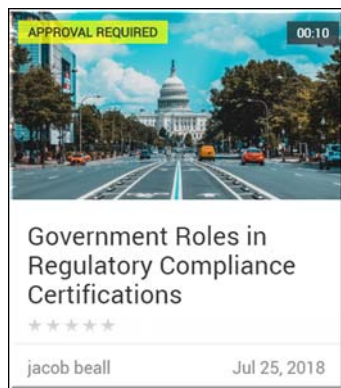 APPROVAL REQUIRED 00:10
Government Roles in
Regulatory Compliance
Certifications
jacob beall Jul 25, 2018